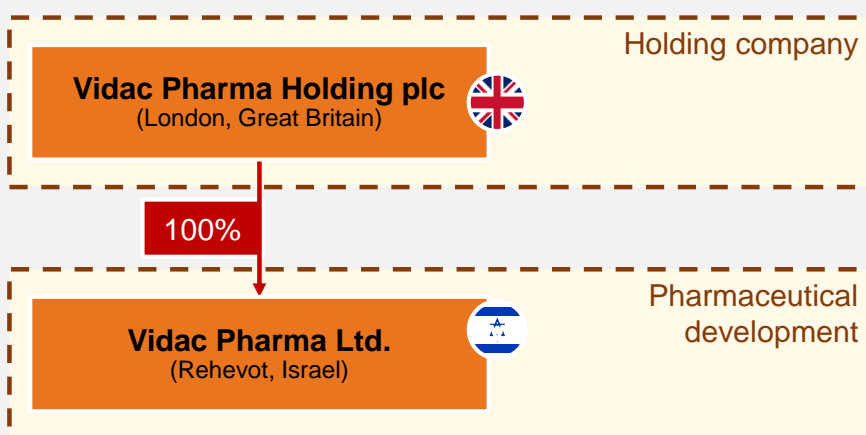 Holding company
Vidac Pharma Holding plc
(London, Great Britain)
100%
Pharmaceutical
development
Vidac Pharma Ltd.
(Rehevot, Israel)